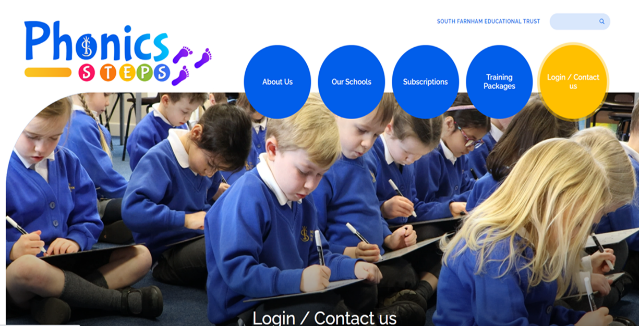 SOUTH FARNHAM EDUCATIONAL TRUST
Phonics
STEPS
About Us
Our Schools
Subscriptions
Training
Packages
Login / Contact
us
Login / Contact us